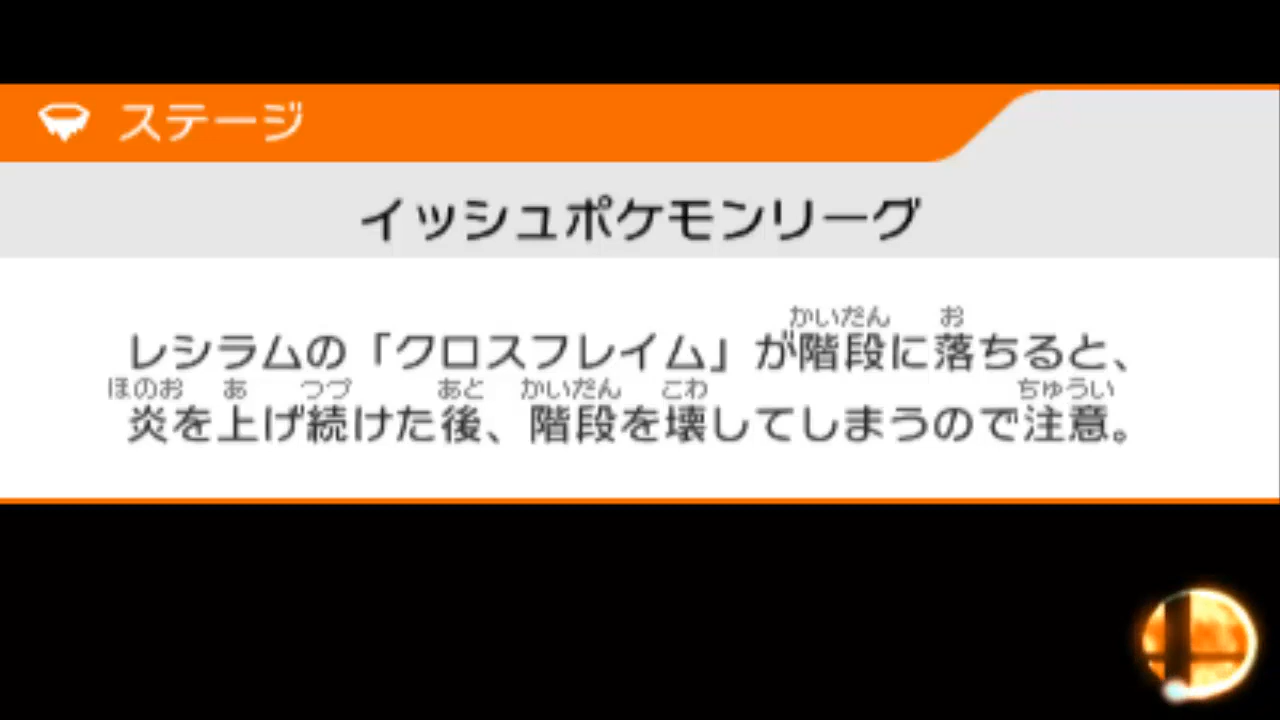 ステージ
イッシュポケモンリーグ
かいだん お
レシラムの「クロスフレイム」が階段に落ちると、
ほのお あ つづ あと かいだん こわ ちゅうい
炎を上げ続けた後、階段を壊してしまうので注意。